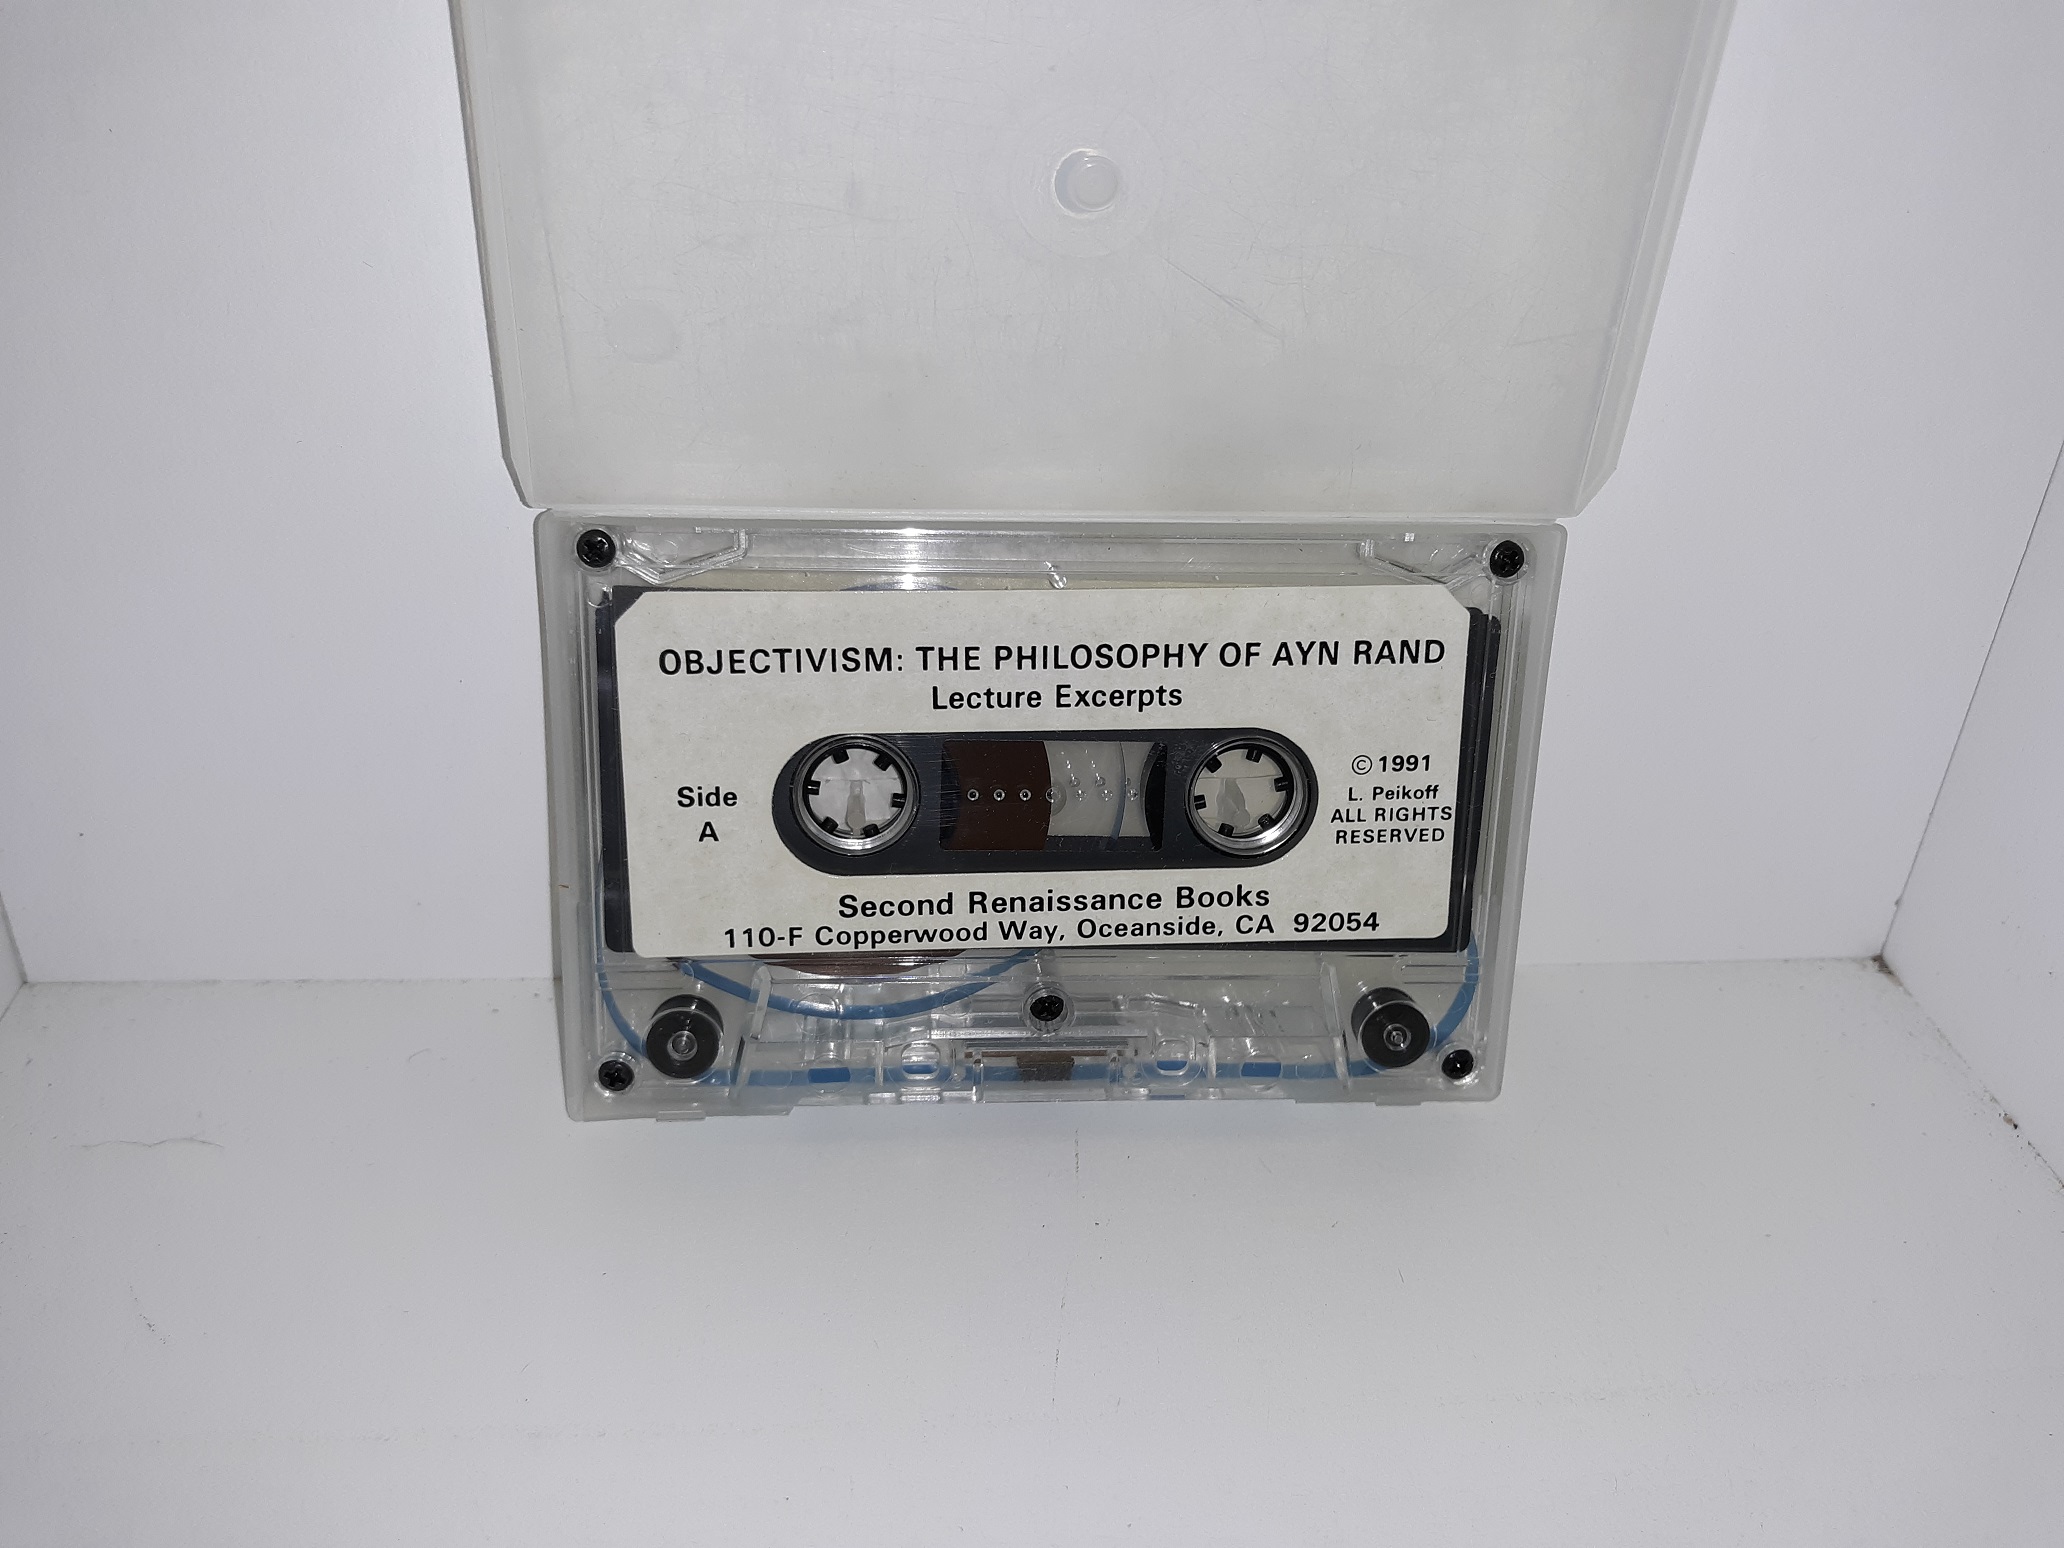 OBJECTIVISM: THE PHILOSOPHY OF AYN RAND
Lecture Excerpts
Side
A
© 1991
L. Peikoff
ALL RIGHTS
RESERVED
Second Renaissance Books
110-F Copperwood Way, Oceanside, CA 92054